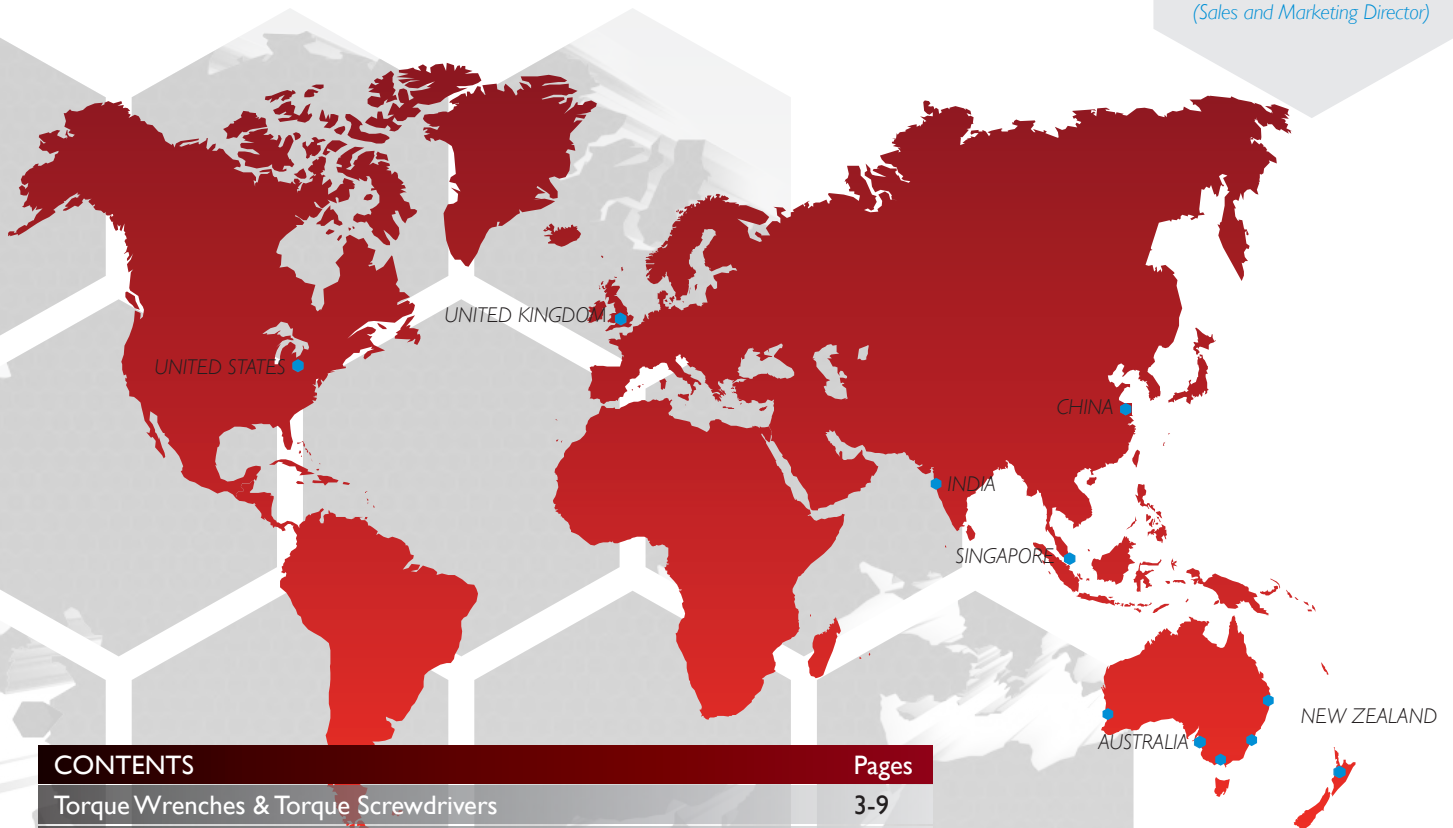 (Sales and Marketing Director)
UNITED KINGDOM
UNITED STATES
CHINA
INDIA
SINGAPORE
NEW ZEALAND
AUSTRALIA
CONTENTS Pages
Torque Wrenches & Torque Screwdrivers 3-9